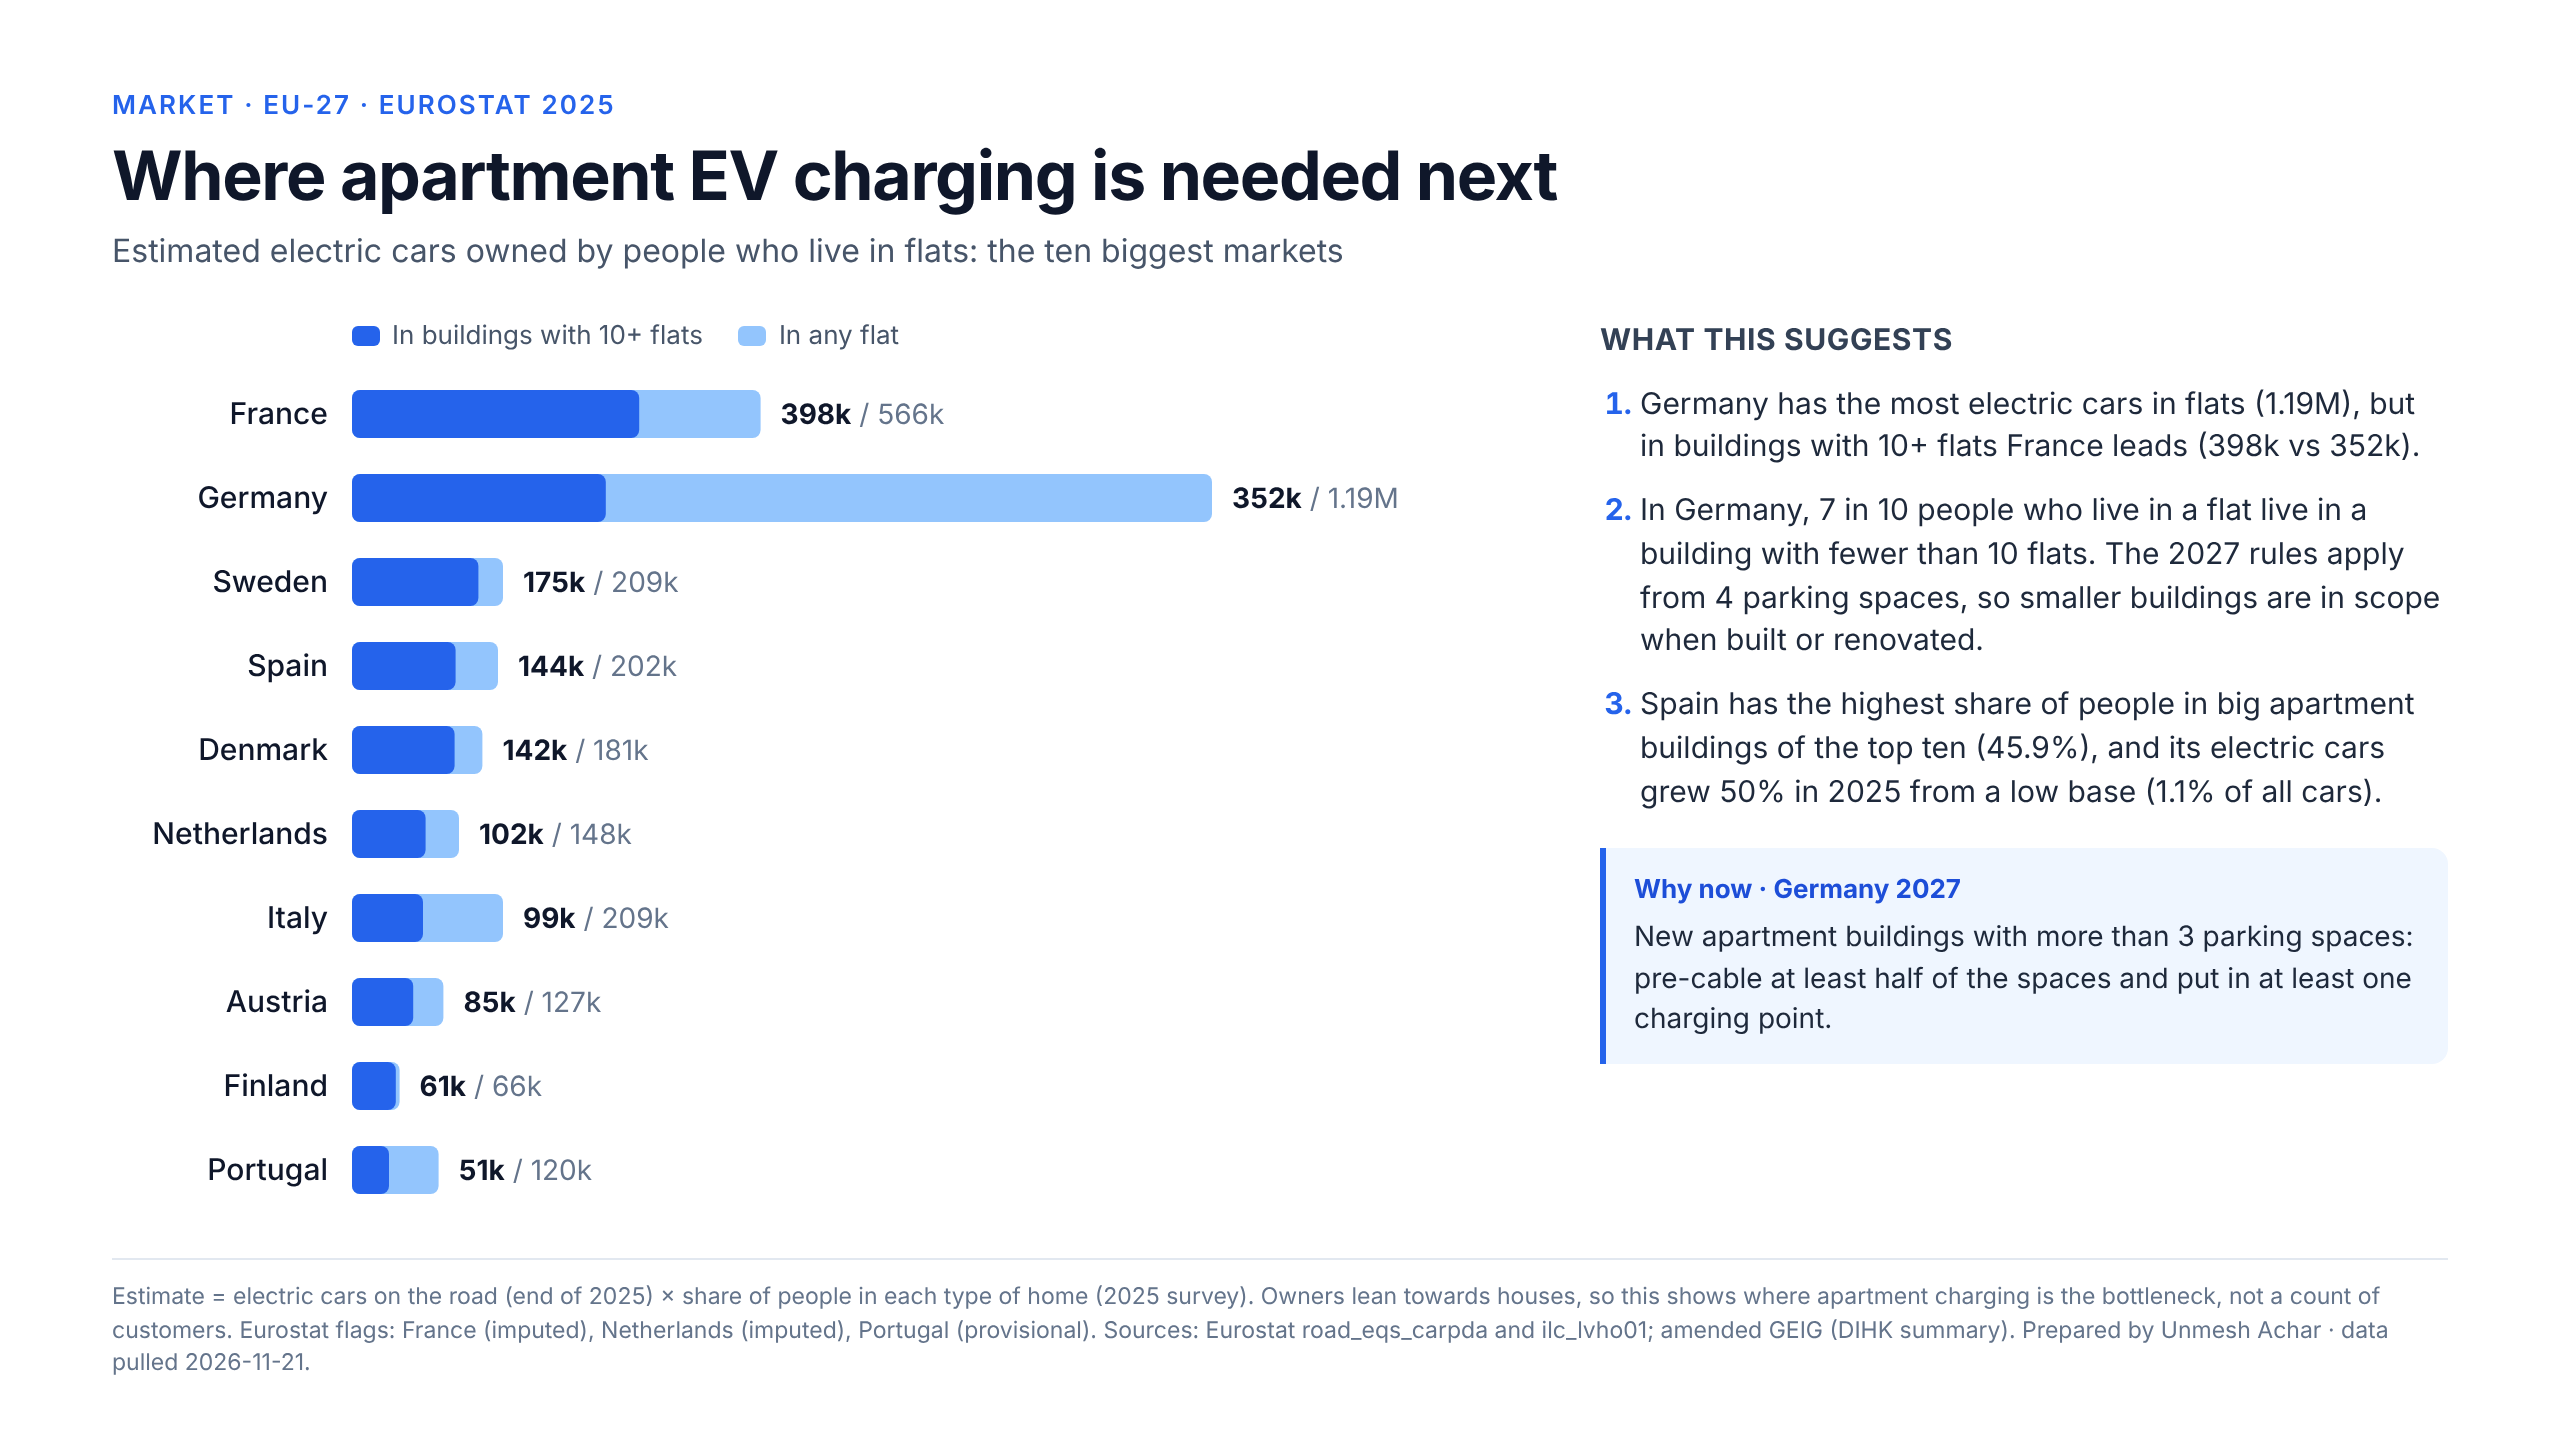 MARKET · EU-27 · EUROSTAT 2025
Where apartment EV charging is needed next
Estimated electric cars owned by people who live in flats: the ten biggest markets
In buildings with 10+ flats
In any flat
France 398k / 566k
Germany 352k / 1.19M
Sweden 175k / 209k
Spain 144k / 202k
Denmark 142k / 181k
Netherlands 102k / 148k
Italy 99k / 209k
Austria 85k / 127k
Finland 61k / 66k
Portugal 51k / 120k
WHAT THIS SUGGESTS
1. Germany has the most electric cars in flats (1.19M), but
in buildings with 10+ flats France leads (398k vs 352k).
2. In Germany, 7 in 10 people who live in a flat live in a
building with fewer than 10 flats. The 2027 rules apply
from 4 parking spaces, so smaller buildings are in scope
when built or renovated.
3. Spain has the highest share of people in big apartment
buildings of the top ten (45.9%), and its electric cars
grew 50% in 2025 from a low base (1.1% of all cars).
Why now · Germany 2027
New apartment buildings with more than 3 parking spaces:
pre-cable at least half of the spaces and put in at least one
charging point.
Estimate = electric cars on the road (end of 2025) × share of people in each type of home (2025 survey). Owners lean towards houses, so this shows where apartment charging is the bottleneck, not a count of
customers. Eurostat flags: France (imputed), Netherlands (imputed), Portugal (provisional). Sources: Eurostat road_eqs_carpda and ilc_lvho01; amended GEIG (DIHK summary). Prepared by Unmesh Achar · data
pulled 2026-11-21.